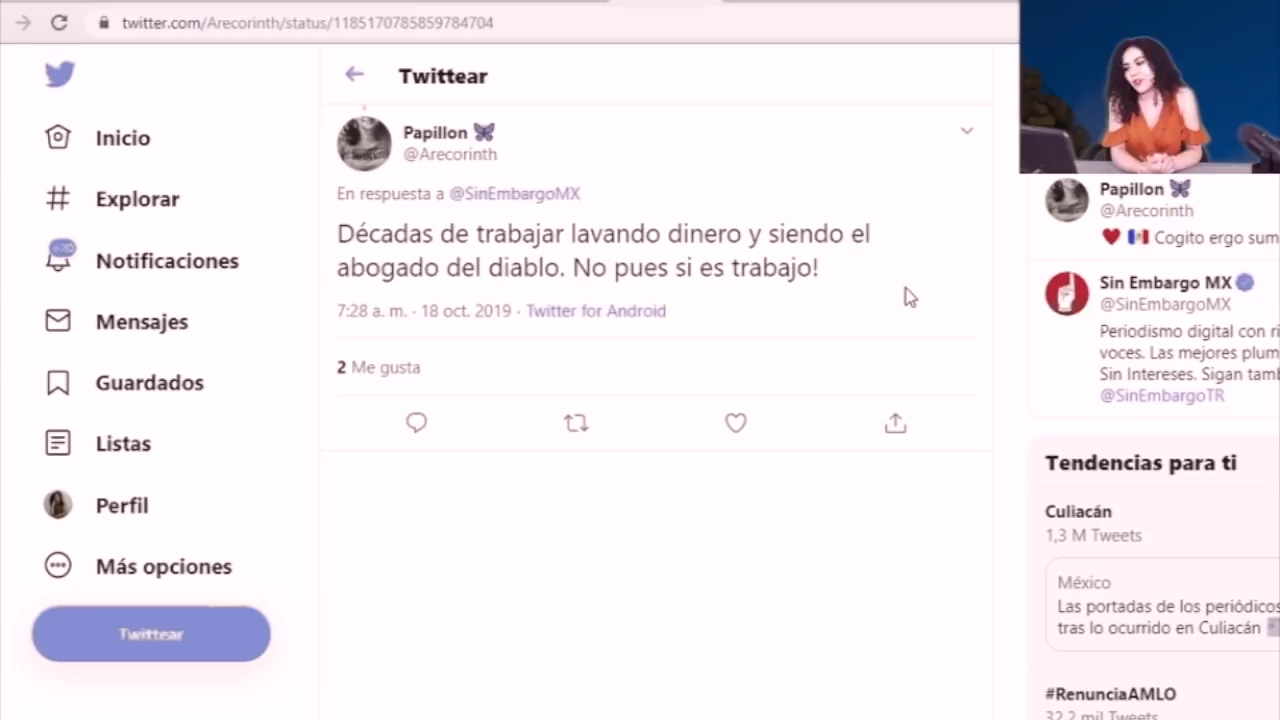 twitter.com/Arecorinth/status/1185170785859784704
Inicio
Explorar
Notificaciones
Mensajes
Guardados
Listas
Perfil
Más opciones
Twittear
Twittear
Papillon
@Arecorinth
En respuesta a @SinEmbargoMX
Décadas de trabajar lavando dinero y siendo el
abogado del diablo. No pues si es trabajo!
7:28 a. m. · 18 oct. 2019 · Twitter for Android
2 Me gusta
Papillon
@Arecorinth
Cogito ergo sum
Sin Embargo MX
@SinEmbargoMX
Periodismo digital con ri
voces. Las mejores plum
Sin Intereses. Sigan tamb
@SinEmbargoTR
Tendencias para ti
Culiacán
1,3 M Tweets
México
Las portadas de los periódicos
tras lo ocurrido en Culiacán
#RenunciaAMLO
32,2 mil Tweets